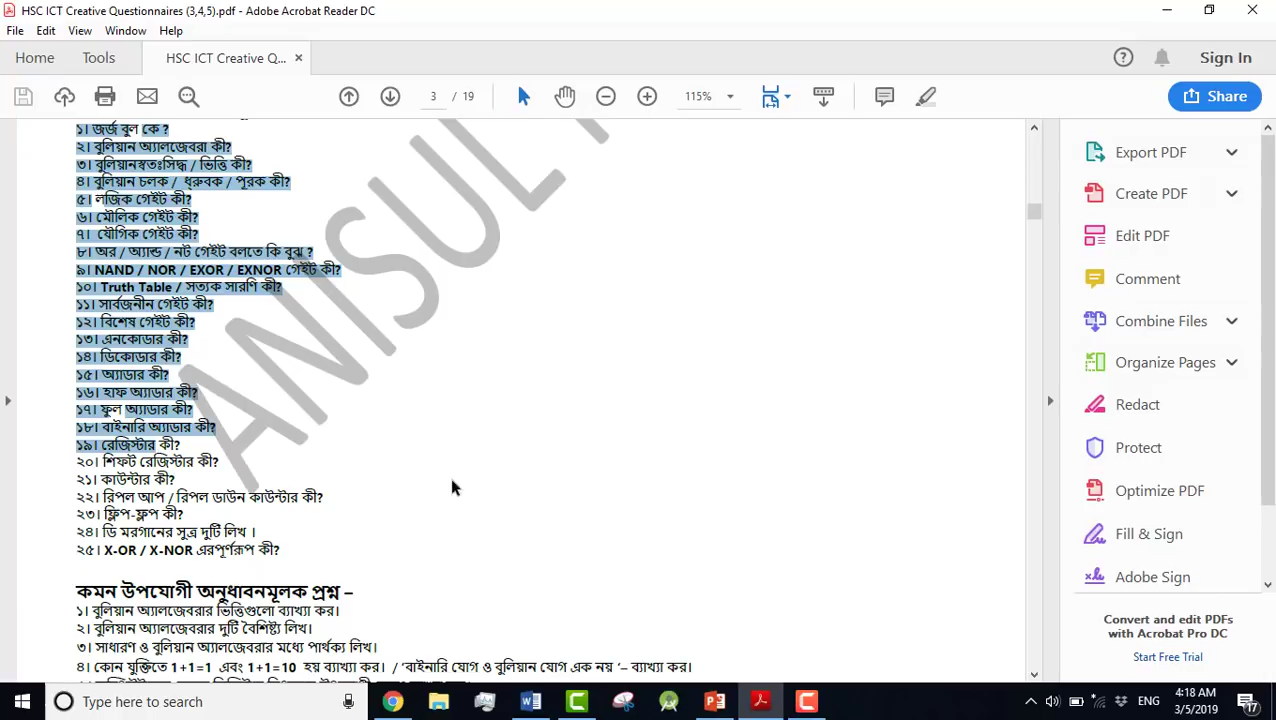 HSC ICT Creative Questionnaires (3,4,5).pdf - Adobe Acrobat Reader DC
File Edit View Window Help
Home Tools HSC ICT Creative Q... × Sign In
3 / 19 115% Share
১। জর্জ বুল কে ?
২। বুলিয়ান অ্যালজেবরা কী?
৩। বুলিয়ানস্বতঃসিদ্ধ / ভিত্তি কী?
৪। বুলিয়ান চলক / ধ্রুবক / পূরক কী?
৫। লজিক গেইট কী?
৬। মৌলিক গেইট কী?
৭। যৌগিক গেইট কী?
৮। অর / অ্যান্ড / নট গেইট বলতে কি বুঝ ?
৯। NAND / NOR / EXOR / EXNOR গেইট কী?
১০। Truth Table / সত্যক সারণি কী?
১১। সার্বজনীন গেইট কী?
১২। বিশেষ গেইট কী?
১৩। এনকোডার কী?
১৪। ডিকোডার কী?
১৫। অ্যাডার কী?
১৬। হাফ অ্যাডার কী?
১৭। ফুল অ্যাডার কী?
১৮। বাইনারি অ্যাডার কী?
১৯। রেজিস্টার কী?
২০। শিফট রেজিস্টার কী?
২১। কাউন্টার কী?
২২। রিপল আপ / রিপল ডাউন কাউন্টার কী?
২৩। ফ্লিপ-ফ্লপ কী?
২৪। ডি মরগানের সুত্র দুটি লিখ ।
২৫। X-OR / X-NOR এরপূর্ণরূপ কী?
কমন উপযোগী অনুধাবনমূলক প্রশ্ন –
১। বুলিয়ান অ্যালজেবরার ভিত্তিগুলো ব্যাখ্যা কর।
২। বুলিয়ান অ্যালজেবরার দুটি বৈশিষ্ট্য লিখ।
৩। সাধারণ ও বুলিয়ান অ্যালজেবরার মধ্যে পার্থক্য লিখ।
৪। কোন যুক্তিতে 1+1=1 এবং 1+1=10 হয় ব্যাখ্যা কর। / ‘বাইনারি যোগ ও বুলিয়ান যোগ এক নয় ‘– ব্যাখ্যা কর।
ANISUL
Export PDF
Create PDF
Edit PDF
Comment
Combine Files
Organize Pages
Redact
Protect
Optimize PDF
Fill & Sign
Adobe Sign
Convert and edit PDFs
with Acrobat Pro DC
Start Free Trial
Type here to search
ENG
4:18 AM
3/5/2019
17